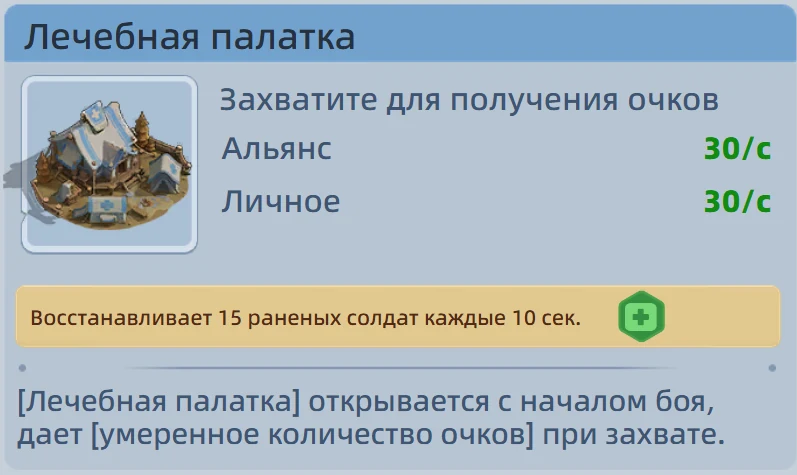 Лечебная палатка
Захватите для получения очков
Альянс 30/с
Личное 30/с
Восстанавливает 15 раненых солдат каждые 10 сек.
[Лечебная палатка] открывается с началом боя,
дает [умеренное количество очков] при захвате.